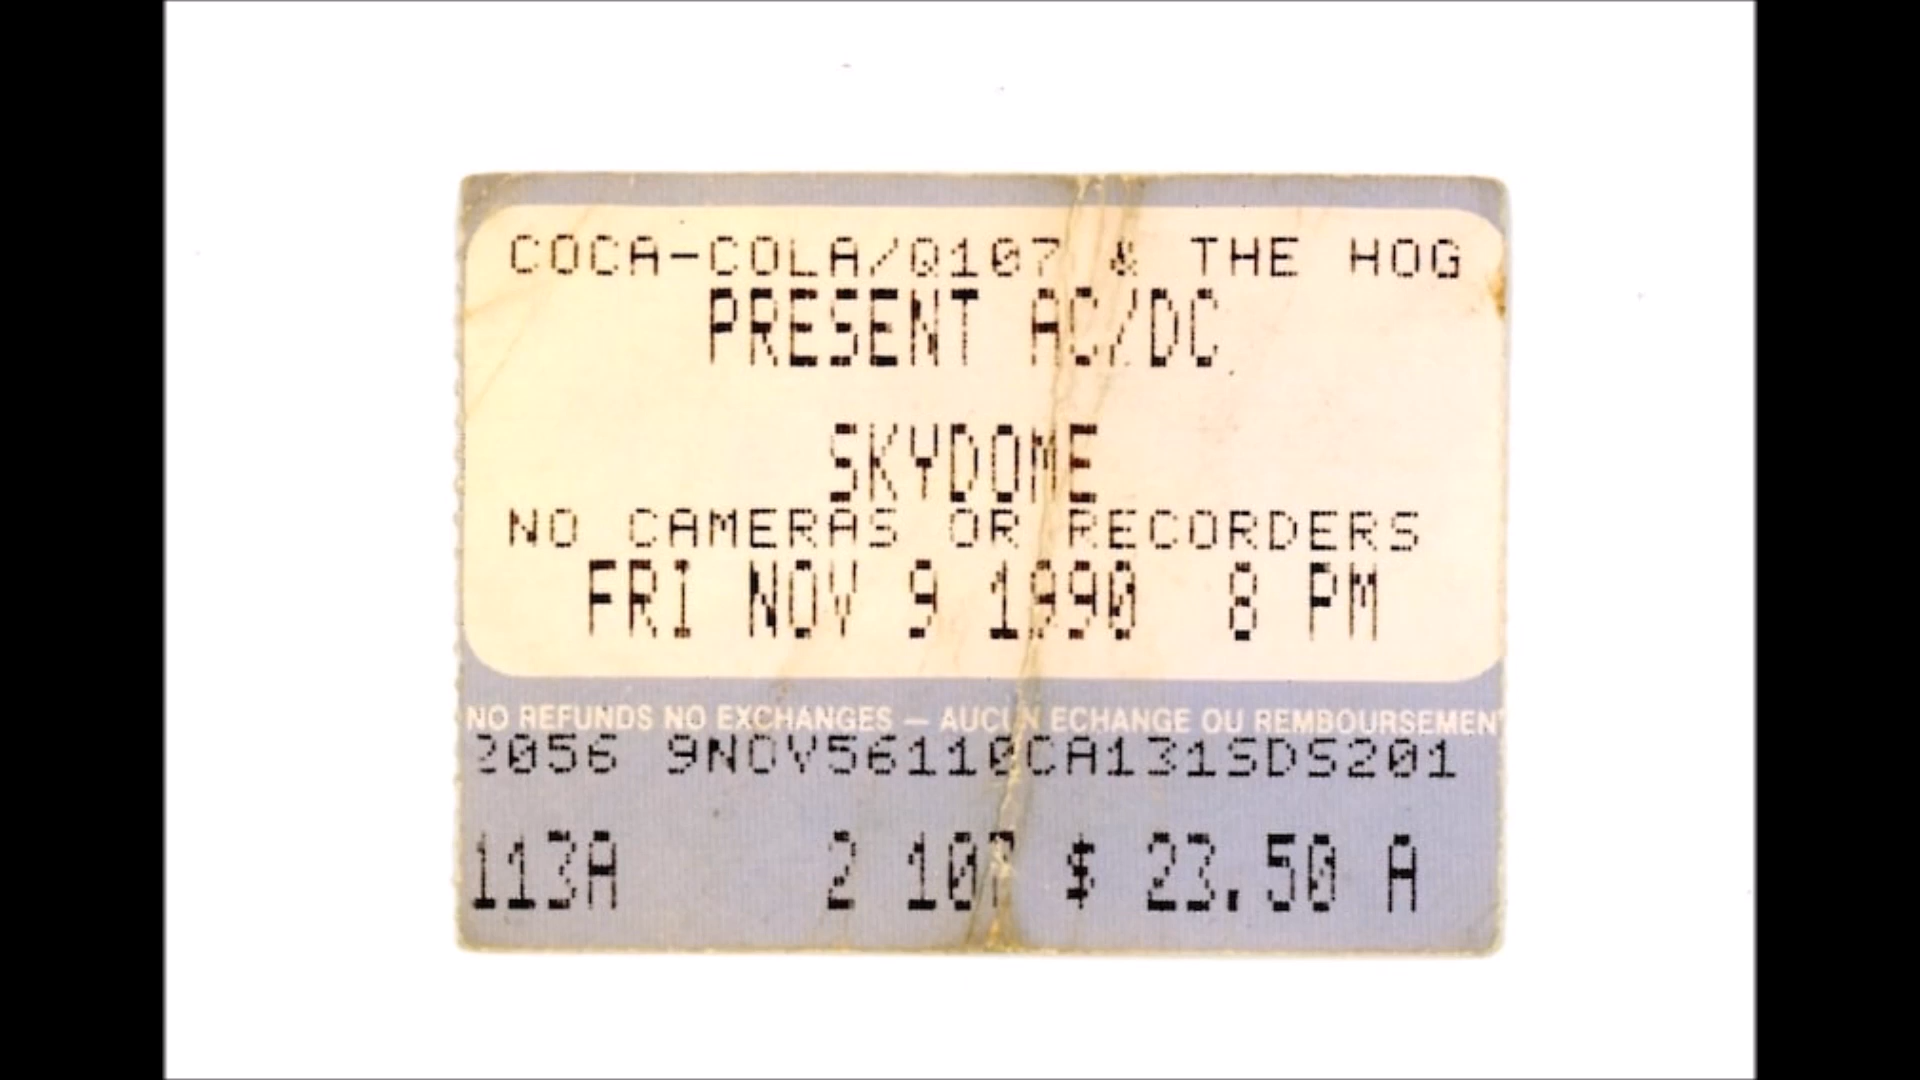 COCA-COLA/Q107 & THE HOG
PRESENT AC/DC
SKYDOME
NO CAMERAS OR RECORDERS
FRI NOV 9 1990 8 PM
NO REFUNDS NO EXCHANGES — AUCUN ECHANGE OU REMBOURSEMENT
2056 9NOV56110CA131SDS201
113A 2 107 $ 23.50 A